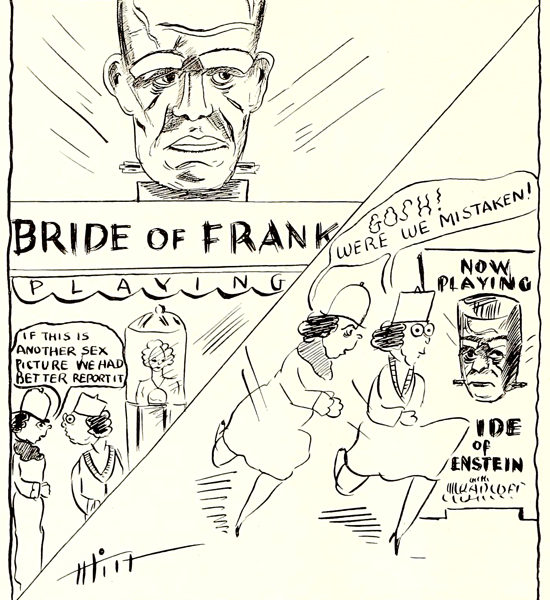 BRIDE OF FRANK
PLAYING
IF THIS IS
ANOTHER SEX
PICTURE WE HAD
BETTER REPORT IT
GOSH!
WERE WE MISTAKEN!
NOW
PLAYING
IDE
OF
ENSTEIN